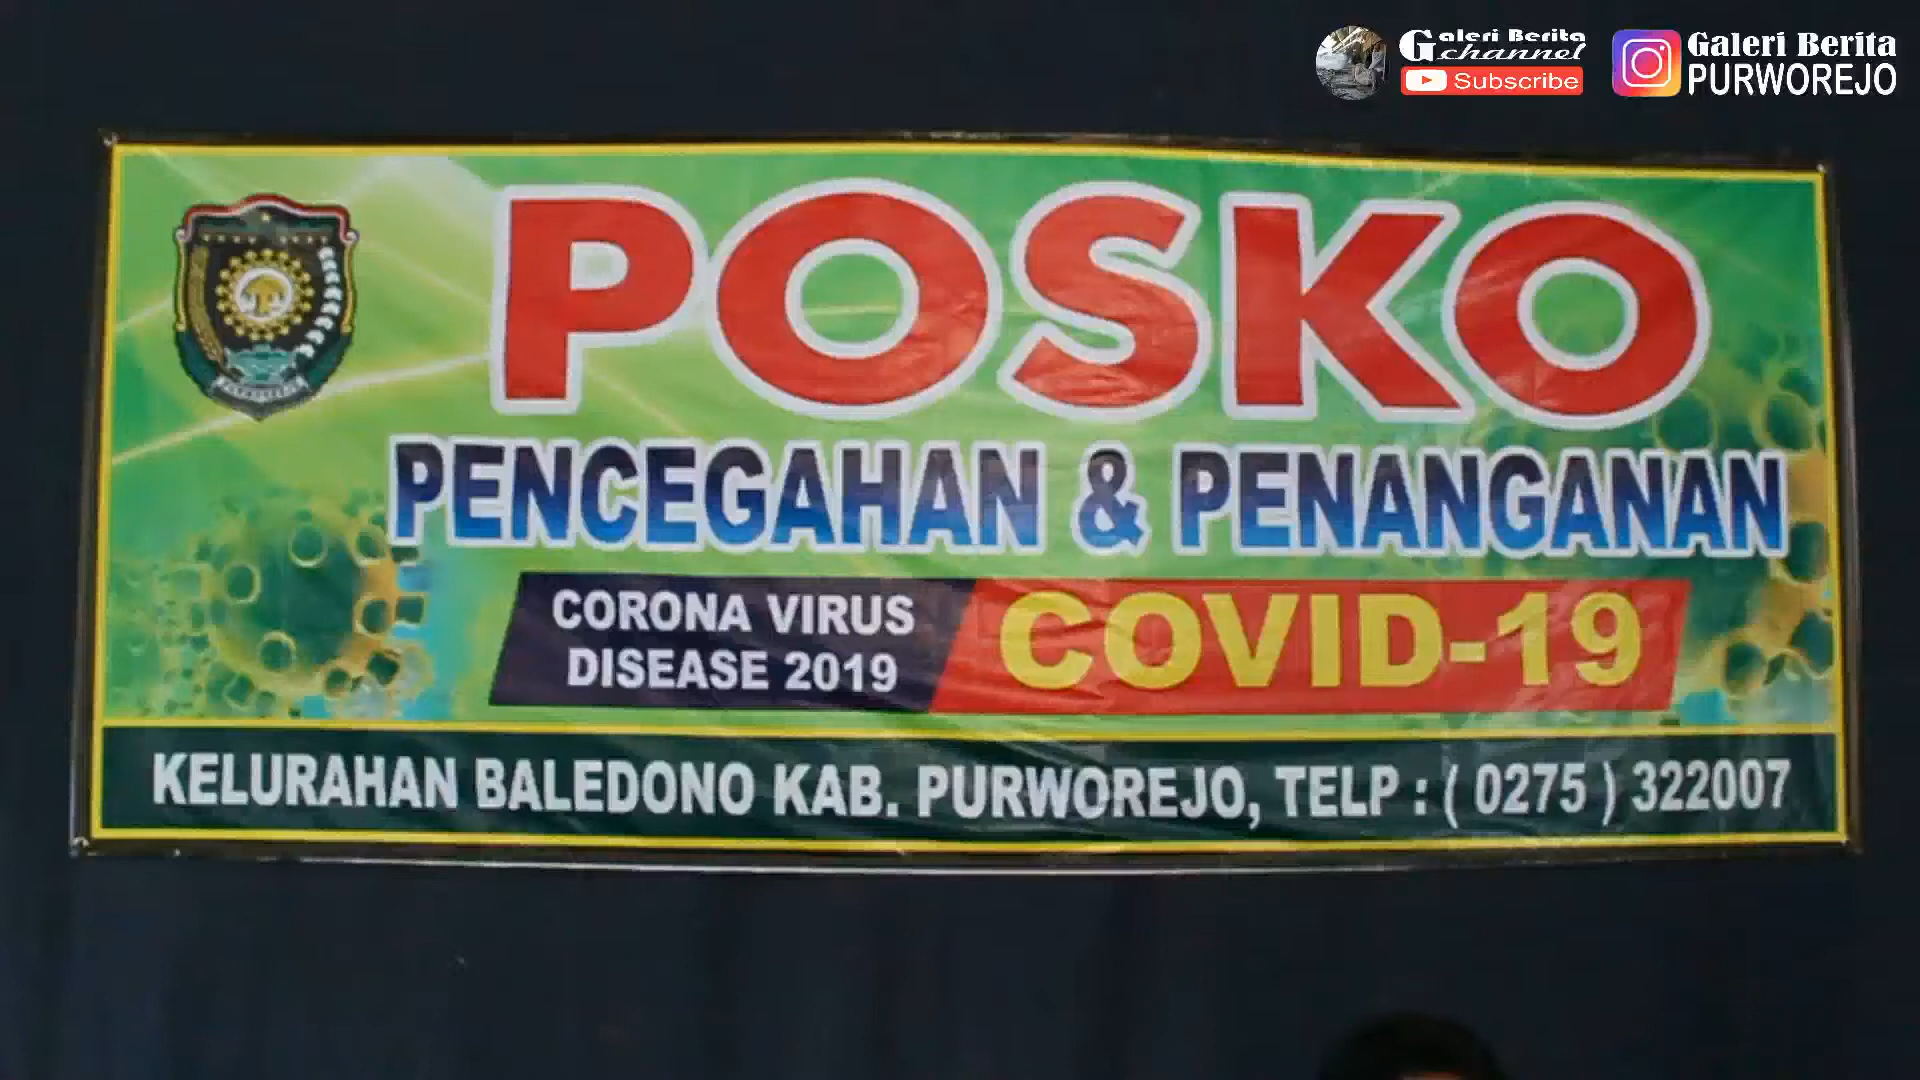 Galeri Berita
channel
Subscribe
Galeri Berita
PURWOREJO
POSKO
PENCEGAHAN & PENANGANAN
CORONA VIRUS
DISEASE 2019
COVID-19
KELURAHAN BALEDONO KAB. PURWOREJO, TELP : ( 0275 ) 322007